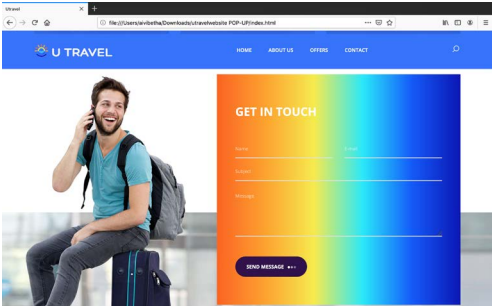 Utravel
file:///Users/aivibetha/Downloads/utravelwebsite POP-UP/index.html
U TRAVEL
HOME ABOUT US OFFERS CONTACT
GET IN TOUCH
Name E-mail
Subject
Message
SEND MESSAGE